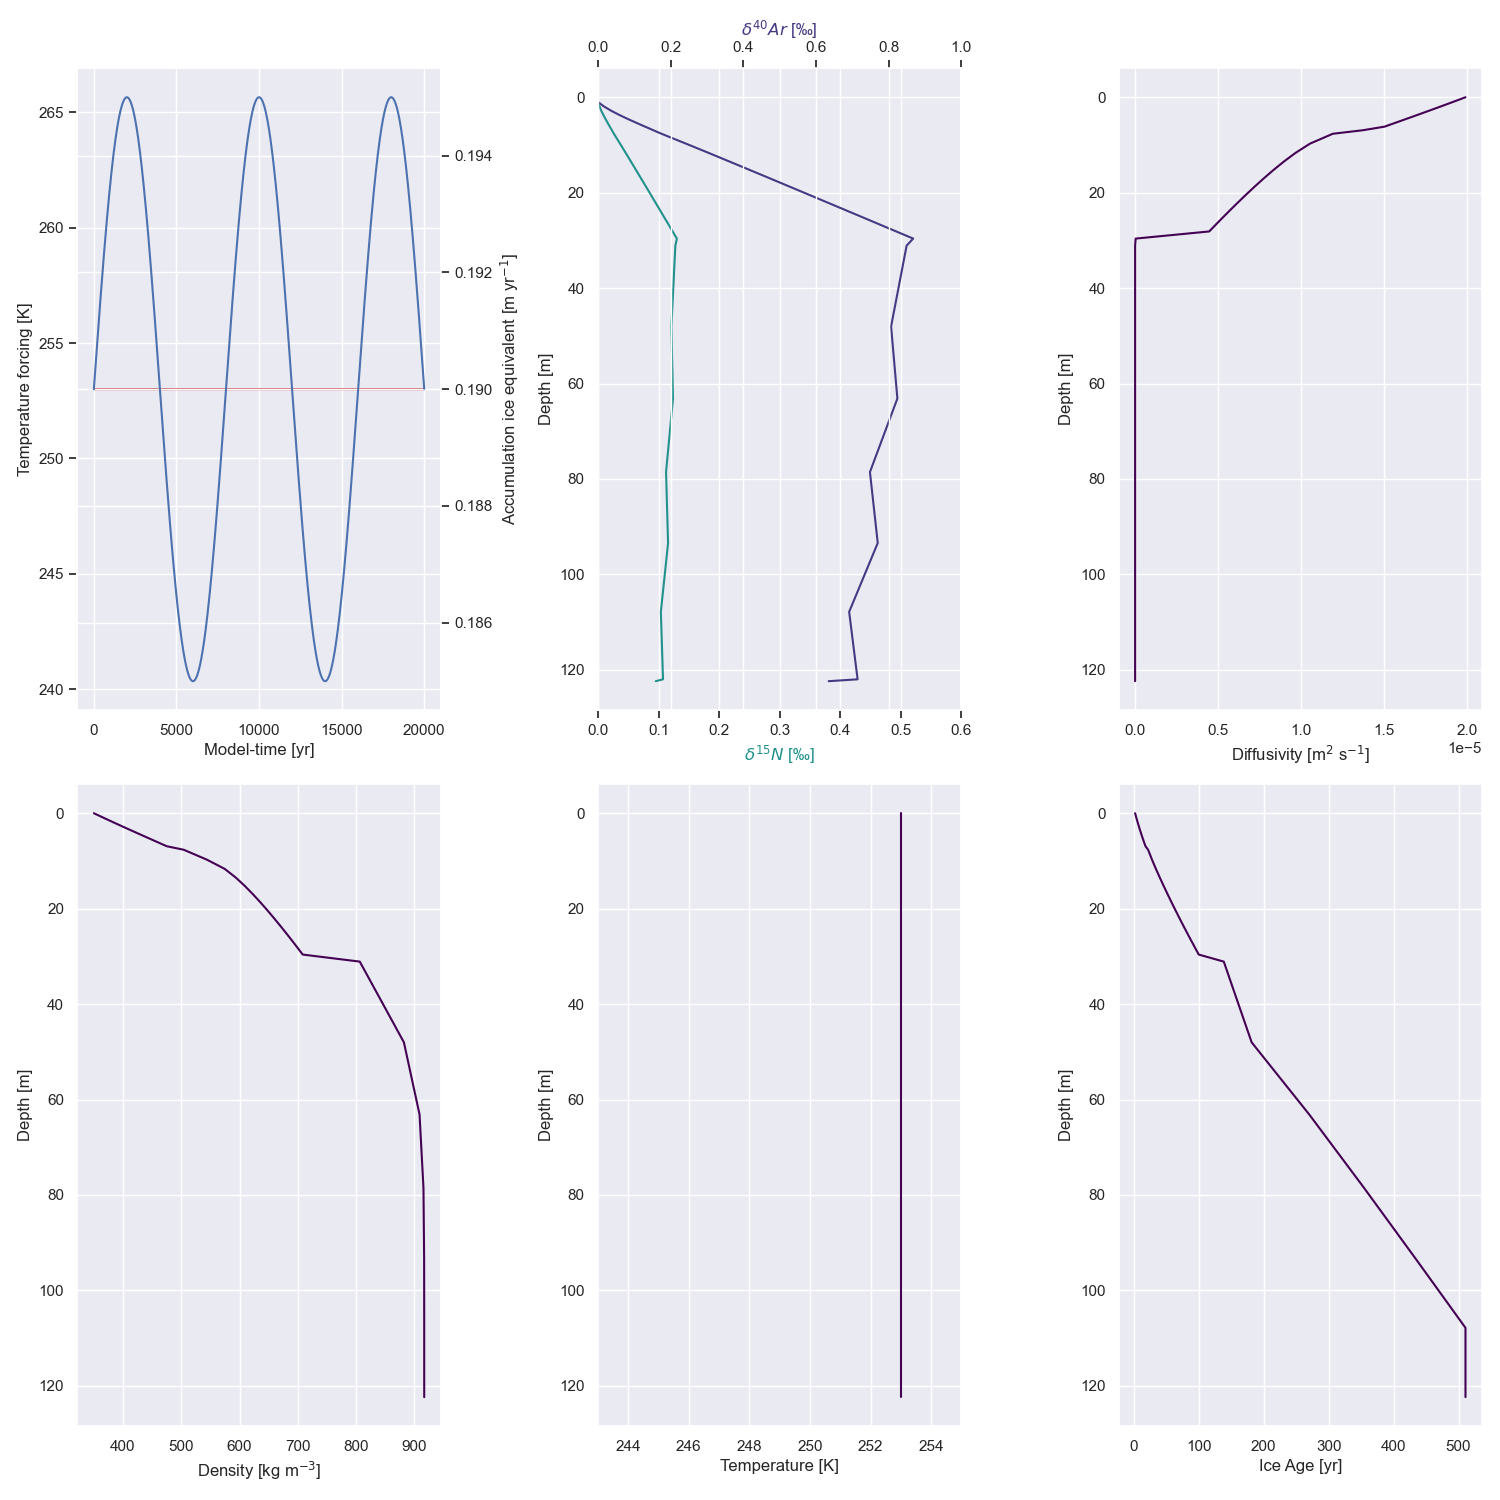 δ⁴⁰Ar [‰]
0.0 0.2 0.4 0.6 0.8 1.0
265
260
255
250
245
240
Temperature forcing [K]
0.194
0.192
0.190
0.188
0.186
Accumulation ice equivalent [m yr⁻¹]
0 5000 10000 15000 20000
Model-time [yr]
0
20
40
60
80
100
120
Depth [m]
0.0 0.1 0.2 0.3 0.4 0.5 0.6
δ¹⁵N [‰]
0
20
40
60
80
100
120
Depth [m]
0.0 0.5 1.0 1.5 2.0
1e−5
Diffusivity [m² s⁻¹]
0
20
40
60
80
100
120
Depth [m]
400 500 600 700 800 900
Density [kg m⁻³]
0
20
40
60
80
100
120
Depth [m]
244 246 248 250 252 254
Temperature [K]
0
20
40
60
80
100
120
Depth [m]
0 100 200 300 400 500
Ice Age [yr]